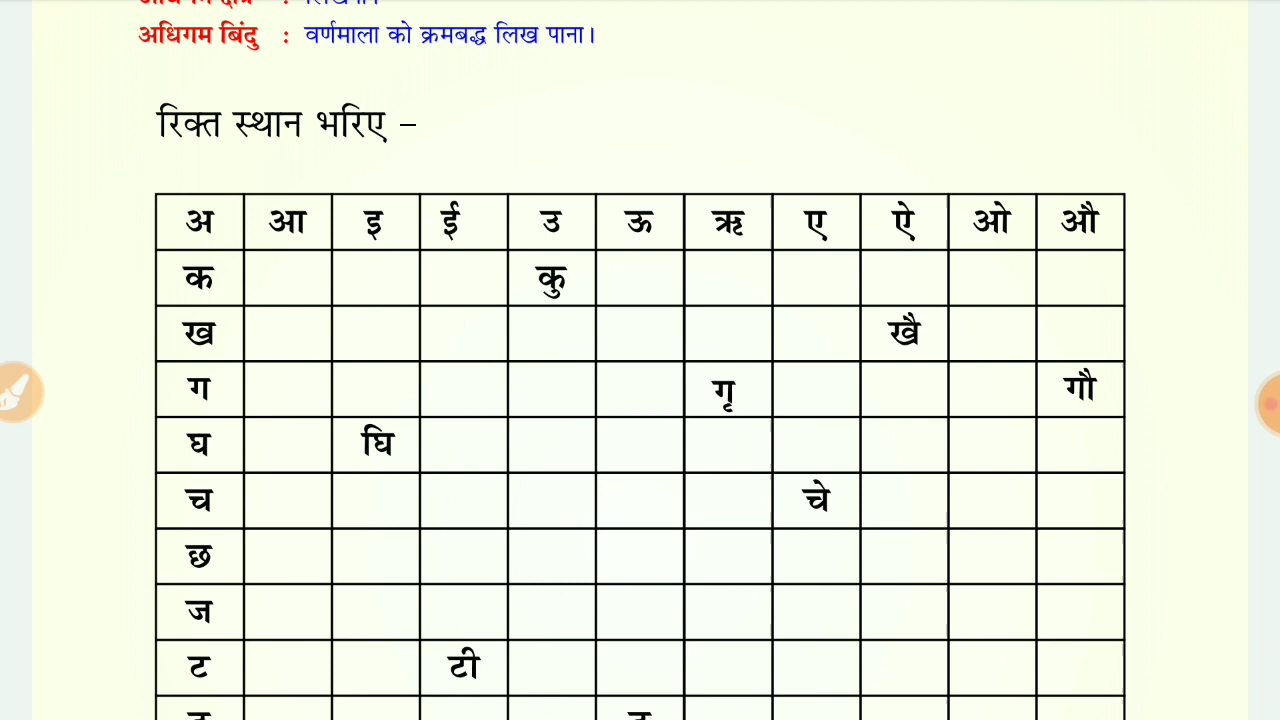 अधिगम बिंदु : वर्णमाला को क्रमबद्ध लिख पाना।
रिक्त स्थान भरिए –
अ आ इ ई उ ऊ ऋ ए ऐ ओ औ
क कु
ख खै
ग गृ गौ
घ घि
च चे
छ
ज
ट टी